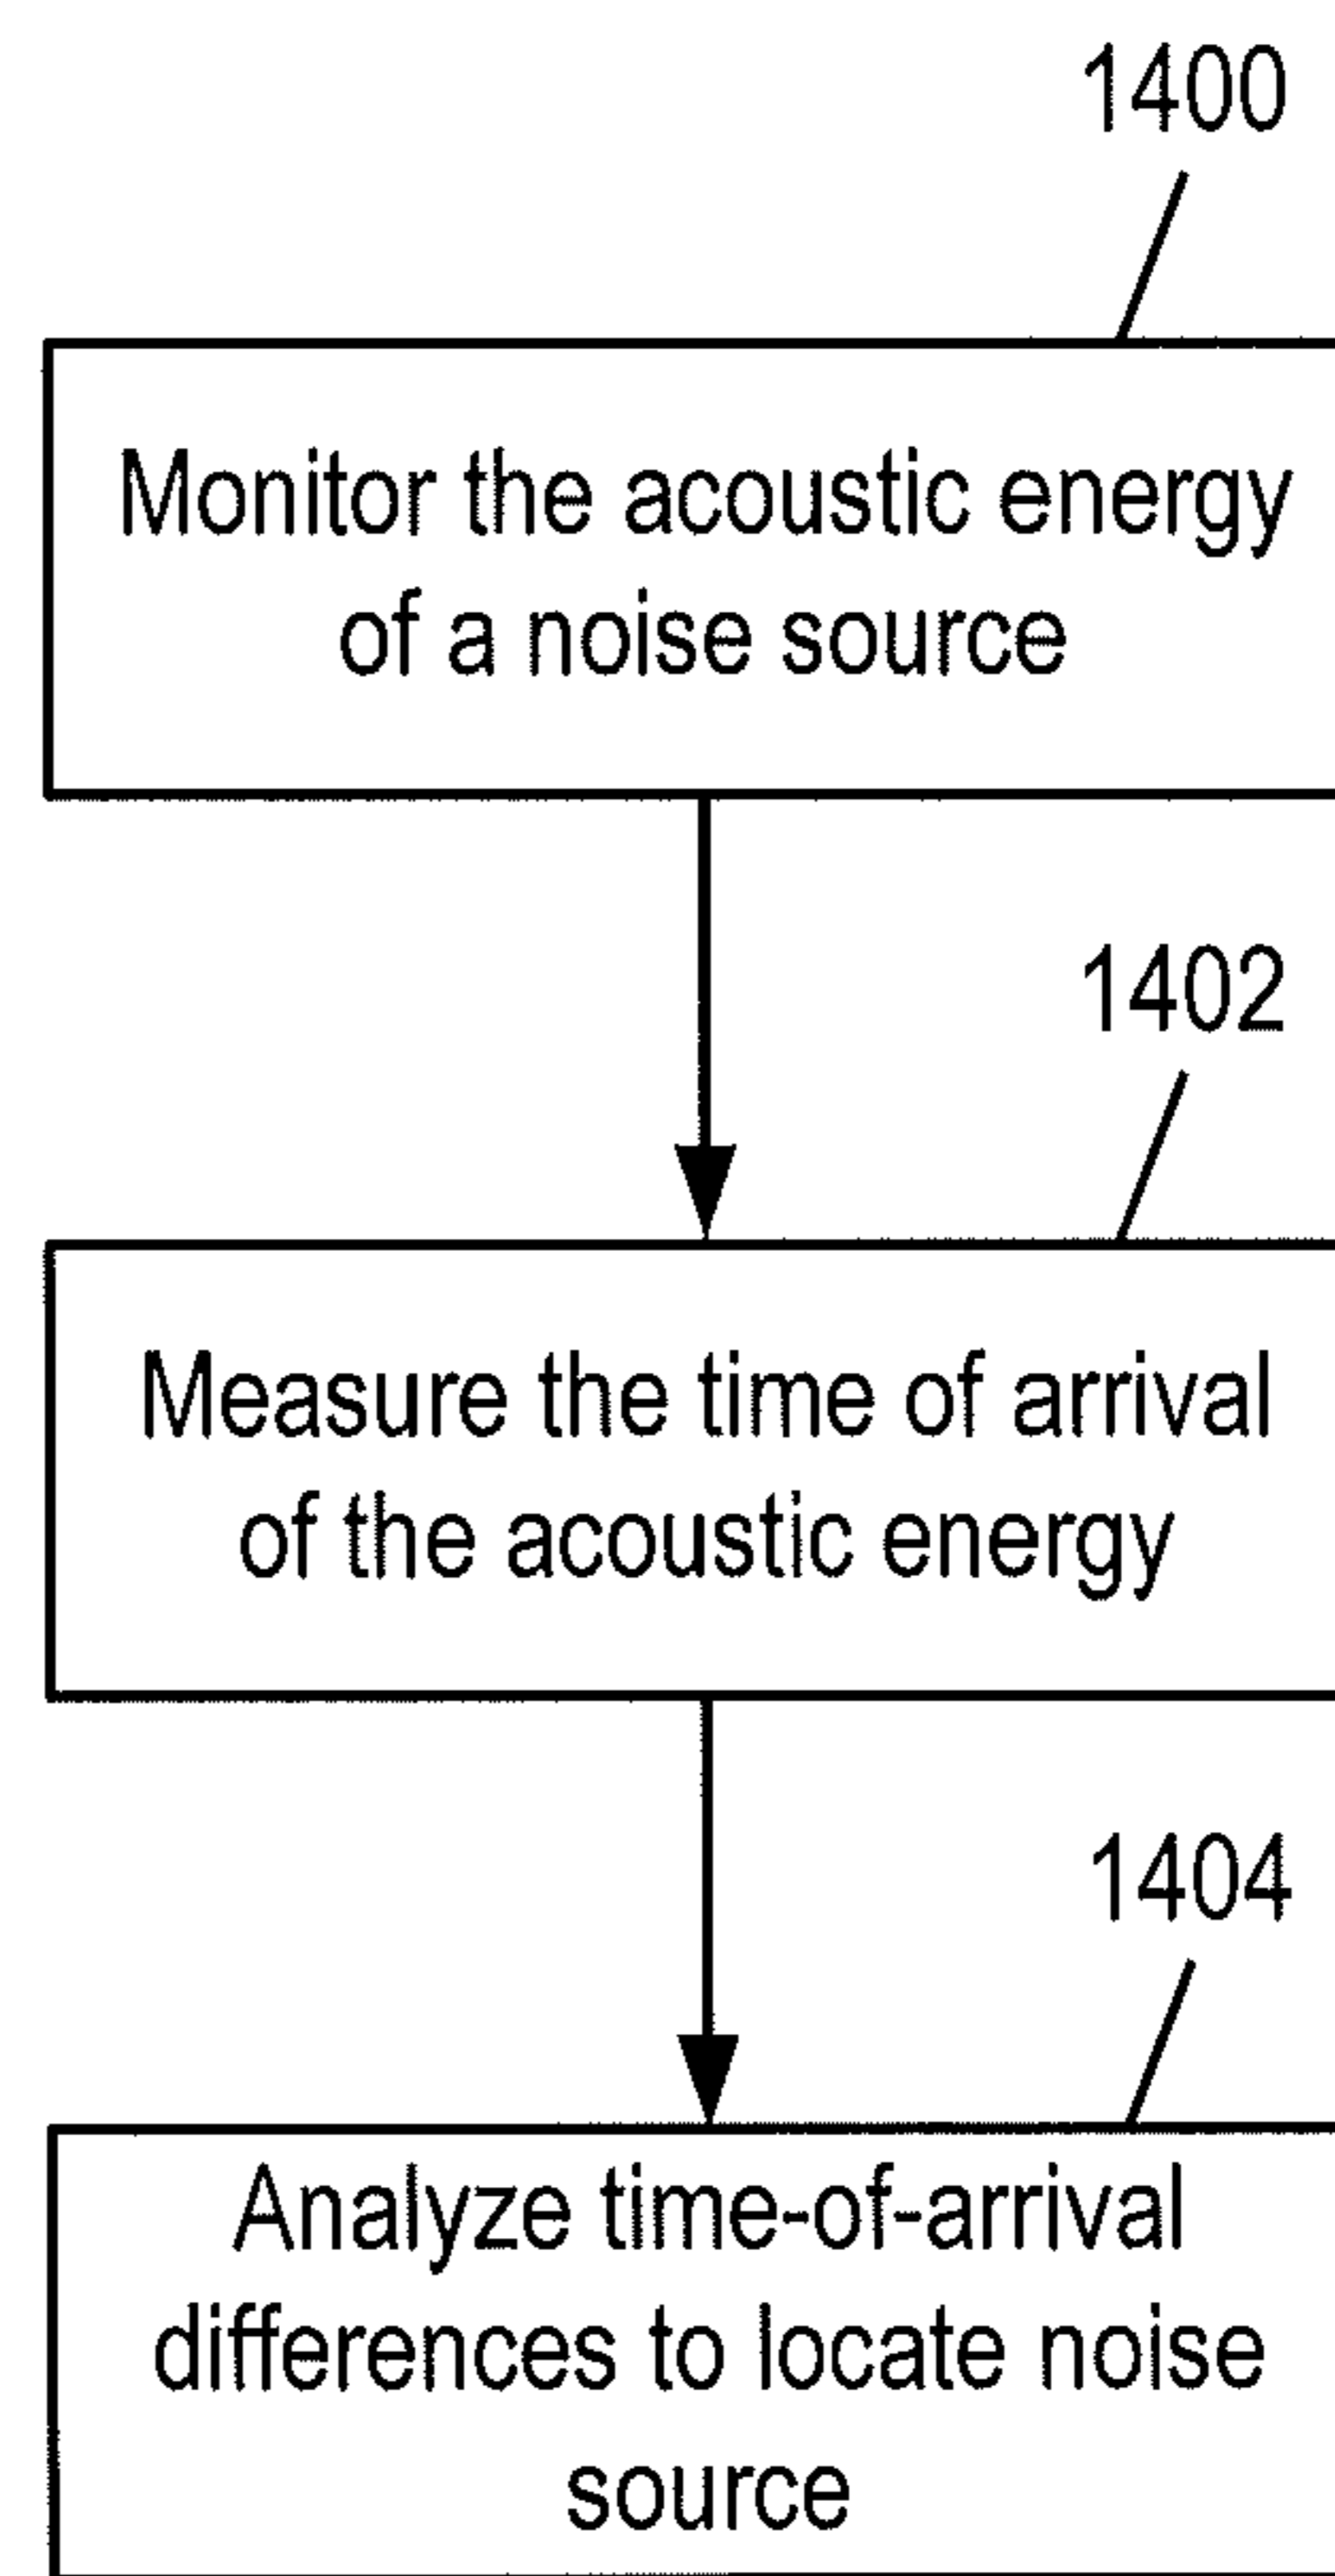 1400
Monitor the acoustic energy
of a noise source
1402
Measure the time of arrival
of the acoustic energy
1404
Analyze time-of-arrival
differences to locate noise
source